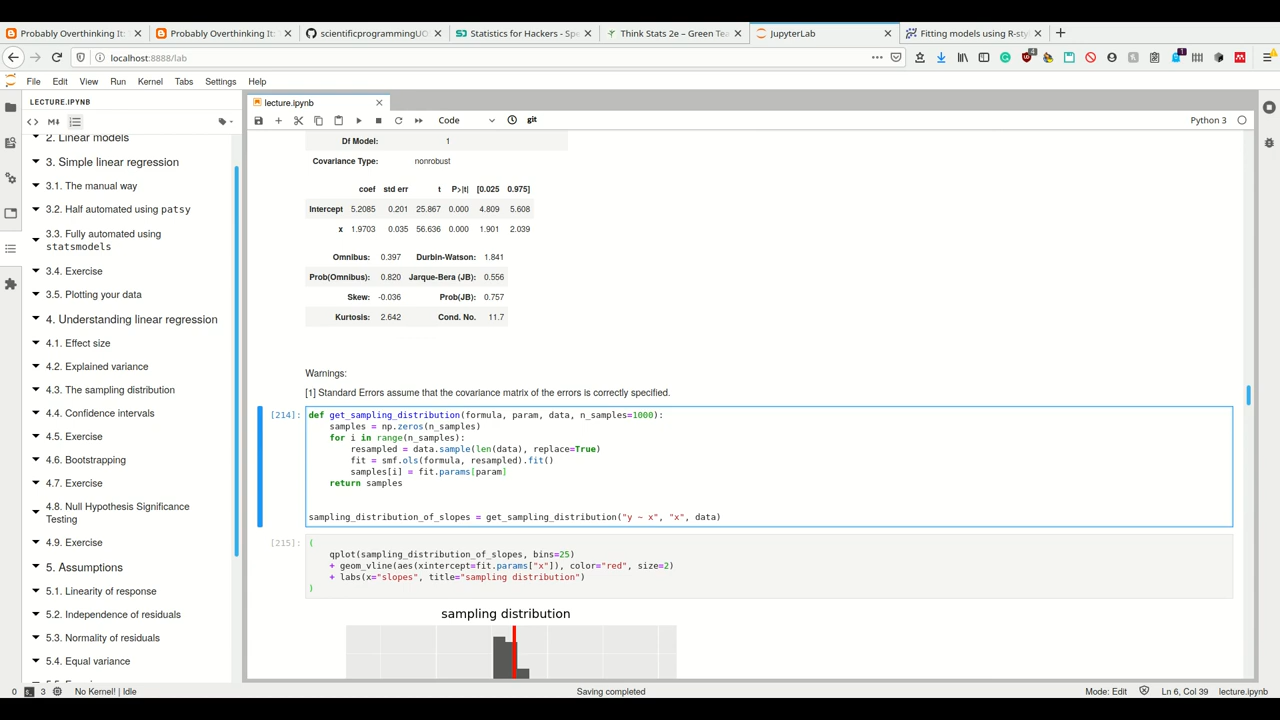 Probably Overthinking It:
Probably Overthinking It:
scientificprogrammingUO
Statistics for Hackers - Spe
Think Stats 2e – Green Tea
JupyterLab
Fitting models using R-styl
localhost:8888/lab
4
1
File Edit View Run Kernel Tabs Settings Help
LECTURE.IPYNB
lecture.ipynb
M↓
Code
git
Python 3
2. Linear models
3. Simple linear regression
3.1. The manual way
3.2. Half automated using patsy
3.3. Fully automated using
statsmodels
3.4. Exercise
3.5. Plotting your data
4. Understanding linear regression
4.1. Effect size
4.2. Explained variance
4.3. The sampling distribution
4.4. Confidence intervals
4.5. Exercise
4.6. Bootstrapping
4.7. Exercise
4.8. Null Hypothesis Significance
Testing
4.9. Exercise
5. Assumptions
5.1. Linearity of response
5.2. Independence of residuals
5.3. Normality of residuals
5.4. Equal variance
Df Model: 1
Covariance Type: nonrobust
coef std err t P>|t| [0.025 0.975]
Intercept 5.2085 0.201 25.867 0.000 4.809 5.608
x 1.9703 0.035 56.636 0.000 1.901 2.039
Omnibus: 0.397 Durbin-Watson: 1.841
Prob(Omnibus): 0.820 Jarque-Bera (JB): 0.556
Skew: -0.036 Prob(JB): 0.757
Kurtosis: 2.642 Cond. No. 11.7
Warnings:
[1] Standard Errors assume that the covariance matrix of the errors is correctly specified.
[214]: def get_sampling_distribution(formula, param, data, n_samples=1000):
samples = np.zeros(n_samples)
for i in range(n_samples):
resampled = data.sample(len(data), replace=True)
fit = smf.ols(formula, resampled).fit()
samples[i] = fit.params[param]
return samples
sampling_distribution_of_slopes = get_sampling_distribution("y ~ x", "x", data)
[215]: (
qplot(sampling_distribution_of_slopes, bins=25)
+ geom_vline(aes(xintercept=fit.params["x"]), color="red", size=2)
+ labs(x="slopes", title="sampling distribution")
)
sampling distribution
0 3 No Kernel! | Idle
Saving completed
Mode: Edit Ln 6, Col 39 lecture.ipynb